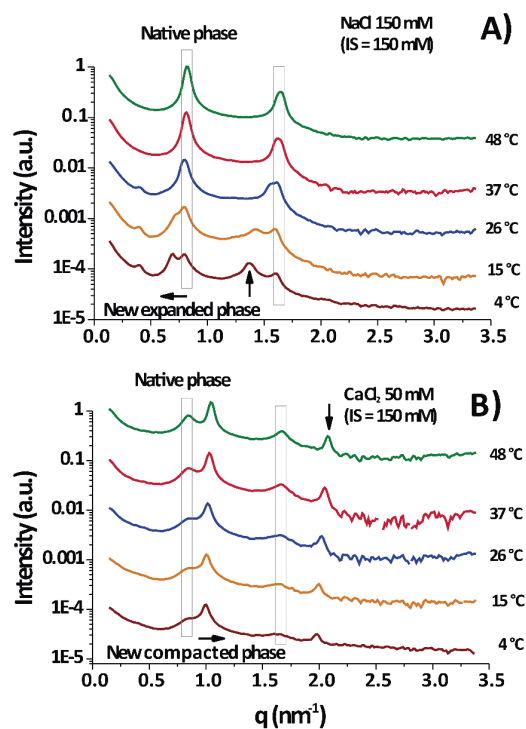 NaCl 150 mM
(IS = 150 mM)
A)
Native phase
Intensity (a.u.)
1
0.1
0.01
0.001
1E-4
1E-5
48 °C
37 °C
26 °C
15 °C
4 °C
New expanded phase
0.0 0.5 1.0 1.5 2.0 2.5 3.0 3.5
Native phase
CaCl₂ 50 mM
(IS = 150 mM)
B)
Intensity (a.u.)
1
0.1
0.01
0.001
1E-4
1E-5
48 °C
37 °C
26 °C
15 °C
4 °C
New compacted phase
0.0 0.5 1.0 1.5 2.0 2.5 3.0 3.5
q (nm⁻¹)